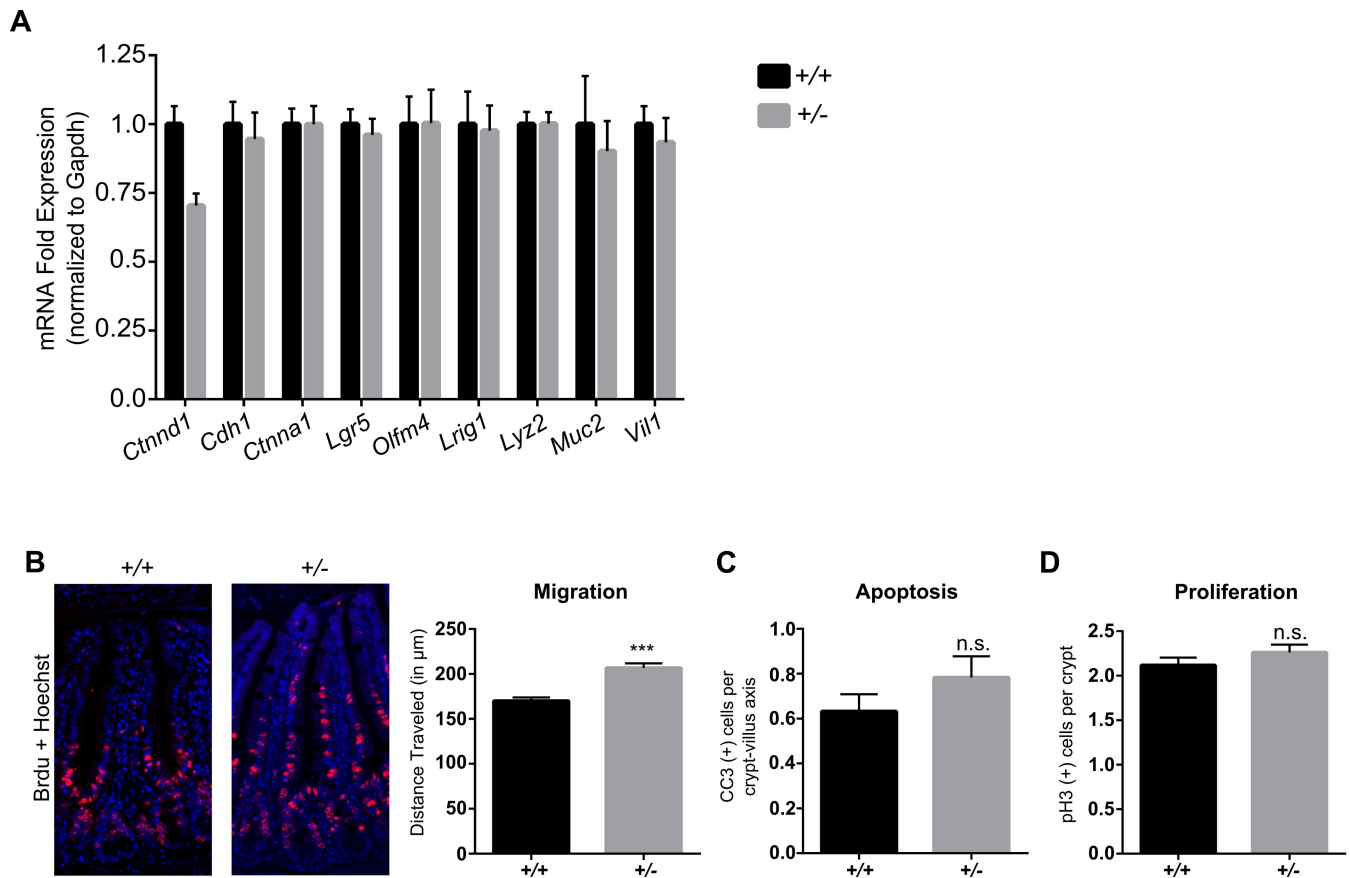 A
mRNA Fold Expression
(normalized to Gapdh)
1.25
1.0
0.75
0.5
0.25
0.0
Ctnnd1
Cdh1
Ctnna1
Lgr5
Olfm4
Lrig1
Lyz2
Muc2
Vil1
+/+
+/-
B
+/+
+/-
Brdu + Hoechst
Migration
Distance Traveled (in μm)
250
200
150
100
50
0
***
+/+
+/-
C
Apoptosis
CC3 (+) cells per
crypt-villus axis
1.0
0.8
0.6
0.4
0.2
0.0
n.s.
+/+
+/-
D
Proliferation
pH3 (+) cells per crypt
2.5
2.0
1.5
1.0
0.5
0.0
n.s.
+/+
+/-